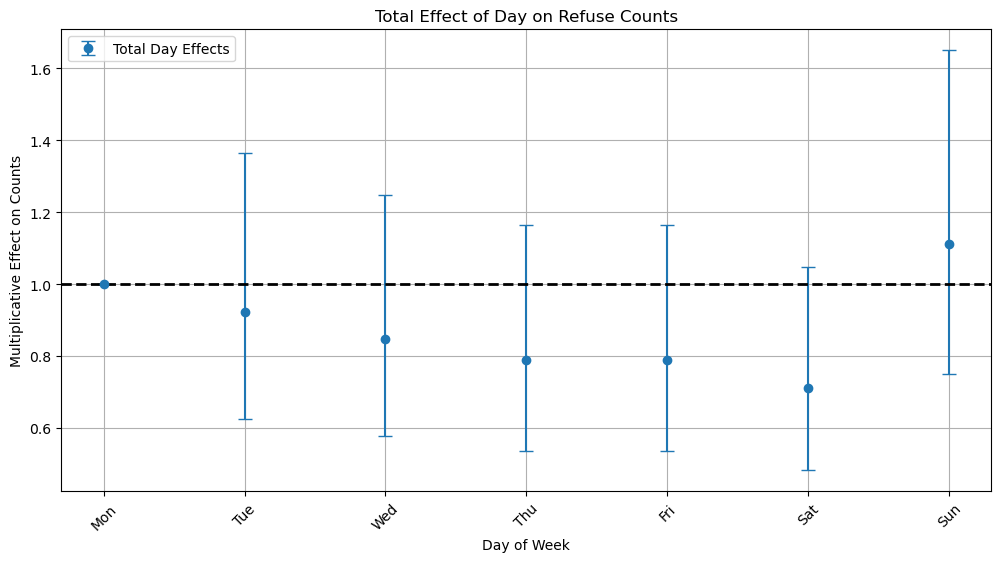 Total Effect of Day on Refuse Counts
Total Day Effects
Multiplicative Effect on Counts
1.6
1.4
1.2
1.0
0.8
0.6
Mon
Tue
Wed
Thu
Fri
Sat
Sun
Day of Week